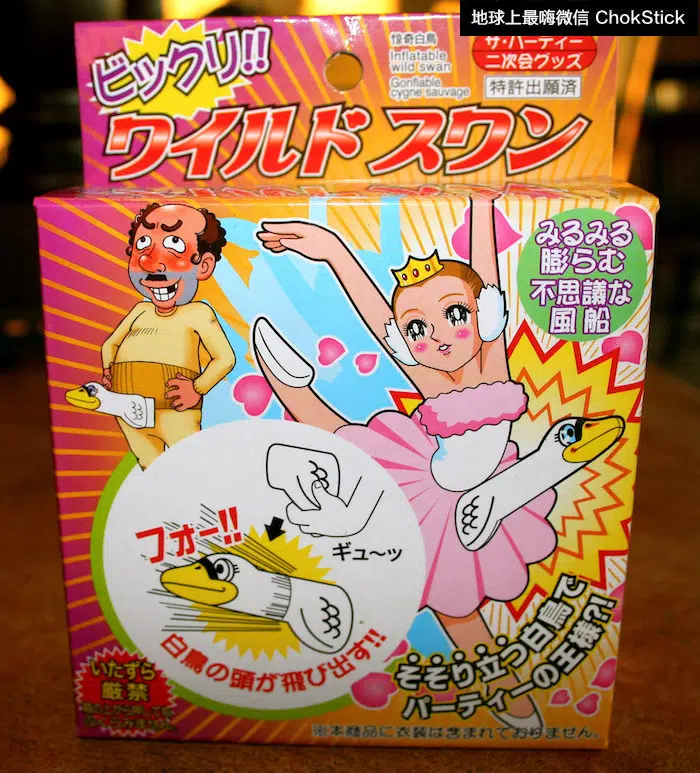 地球上最嗨微信 ChokStick
ビックリ!!
惊奇白鳥
Inflatable
wild swan
Gonflable
cygne sauvage
ザ・パーティー
二次会グッズ
特許出願済
ワイルド スワン
みるみる
膨らむ
不思議な
風船
フォー!!
ギュ〜ッ
白鳥の頭が飛び出す!!
そそり立つ白鳥で
パーティーの王様?!
いたずら
厳禁
※本商品に衣装は含まれておりません。